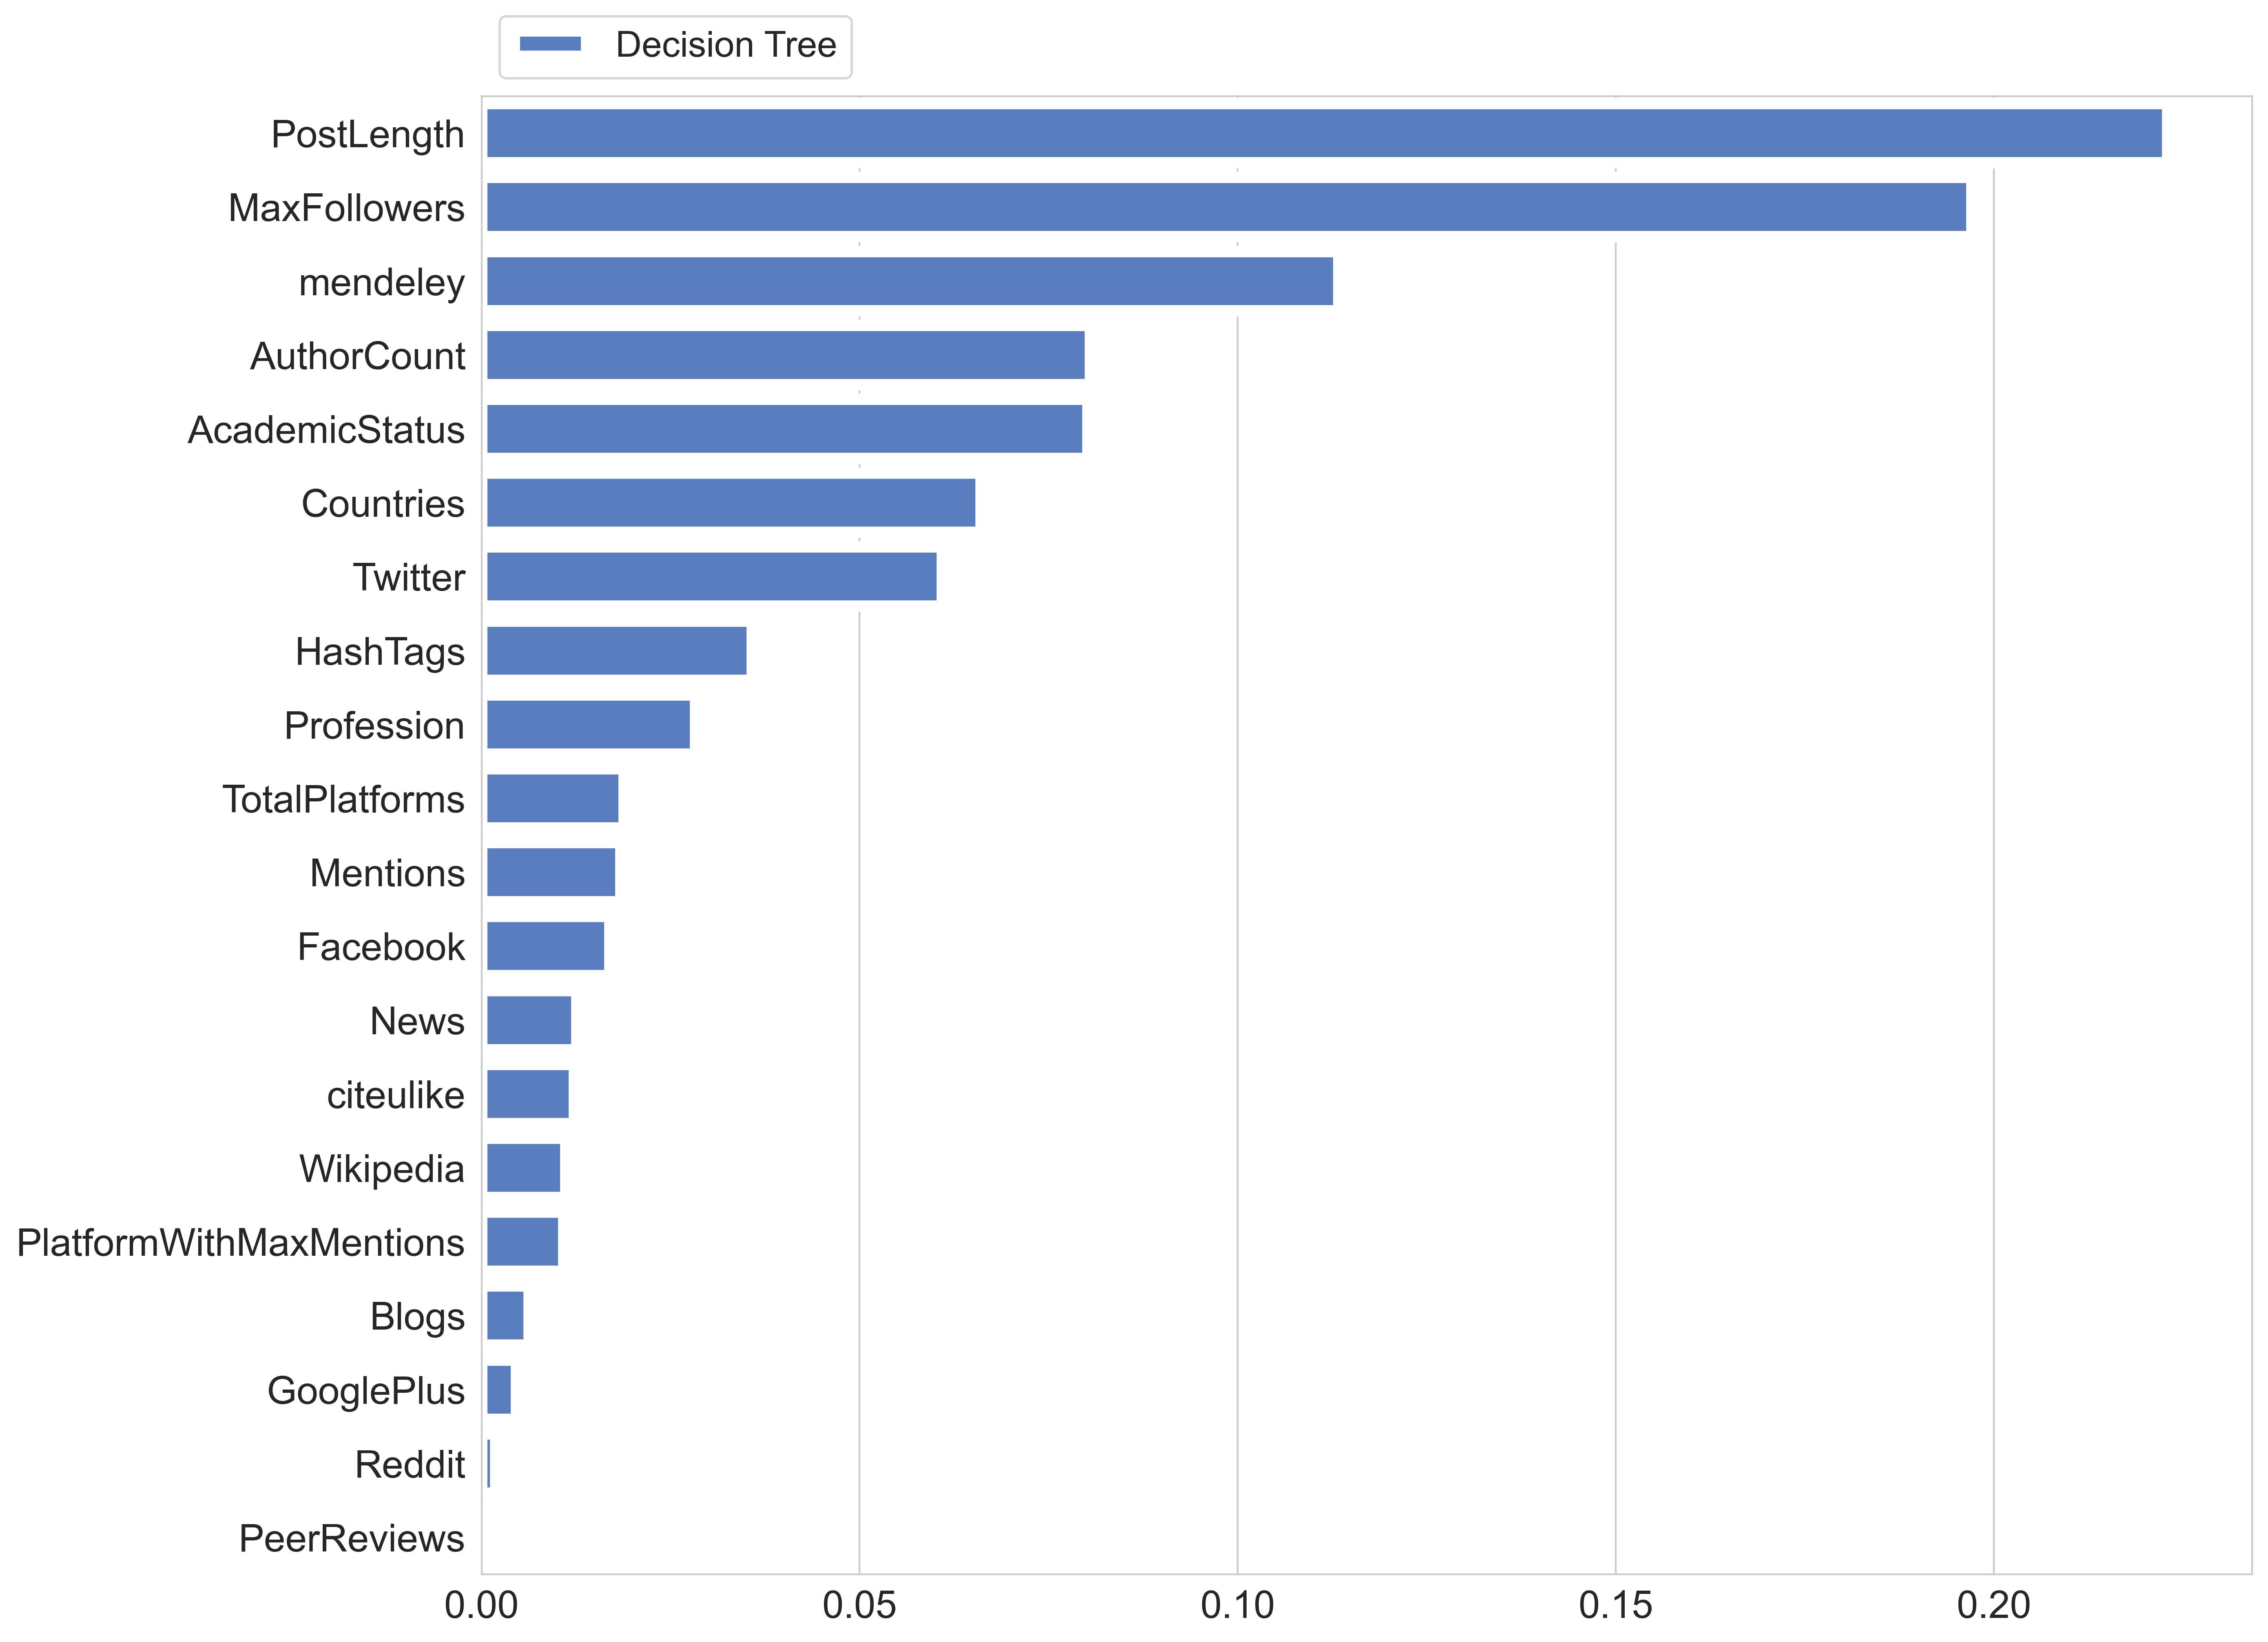 Decision Tree
PostLength
MaxFollowers
mendeley
AuthorCount
AcademicStatus
Countries
Twitter
HashTags
Profession
TotalPlatforms
Mentions
Facebook
News
citeulike
Wikipedia
PlatformWithMaxMentions
Blogs
GooglePlus
Reddit
PeerReviews
0.00 0.05 0.10 0.15 0.20